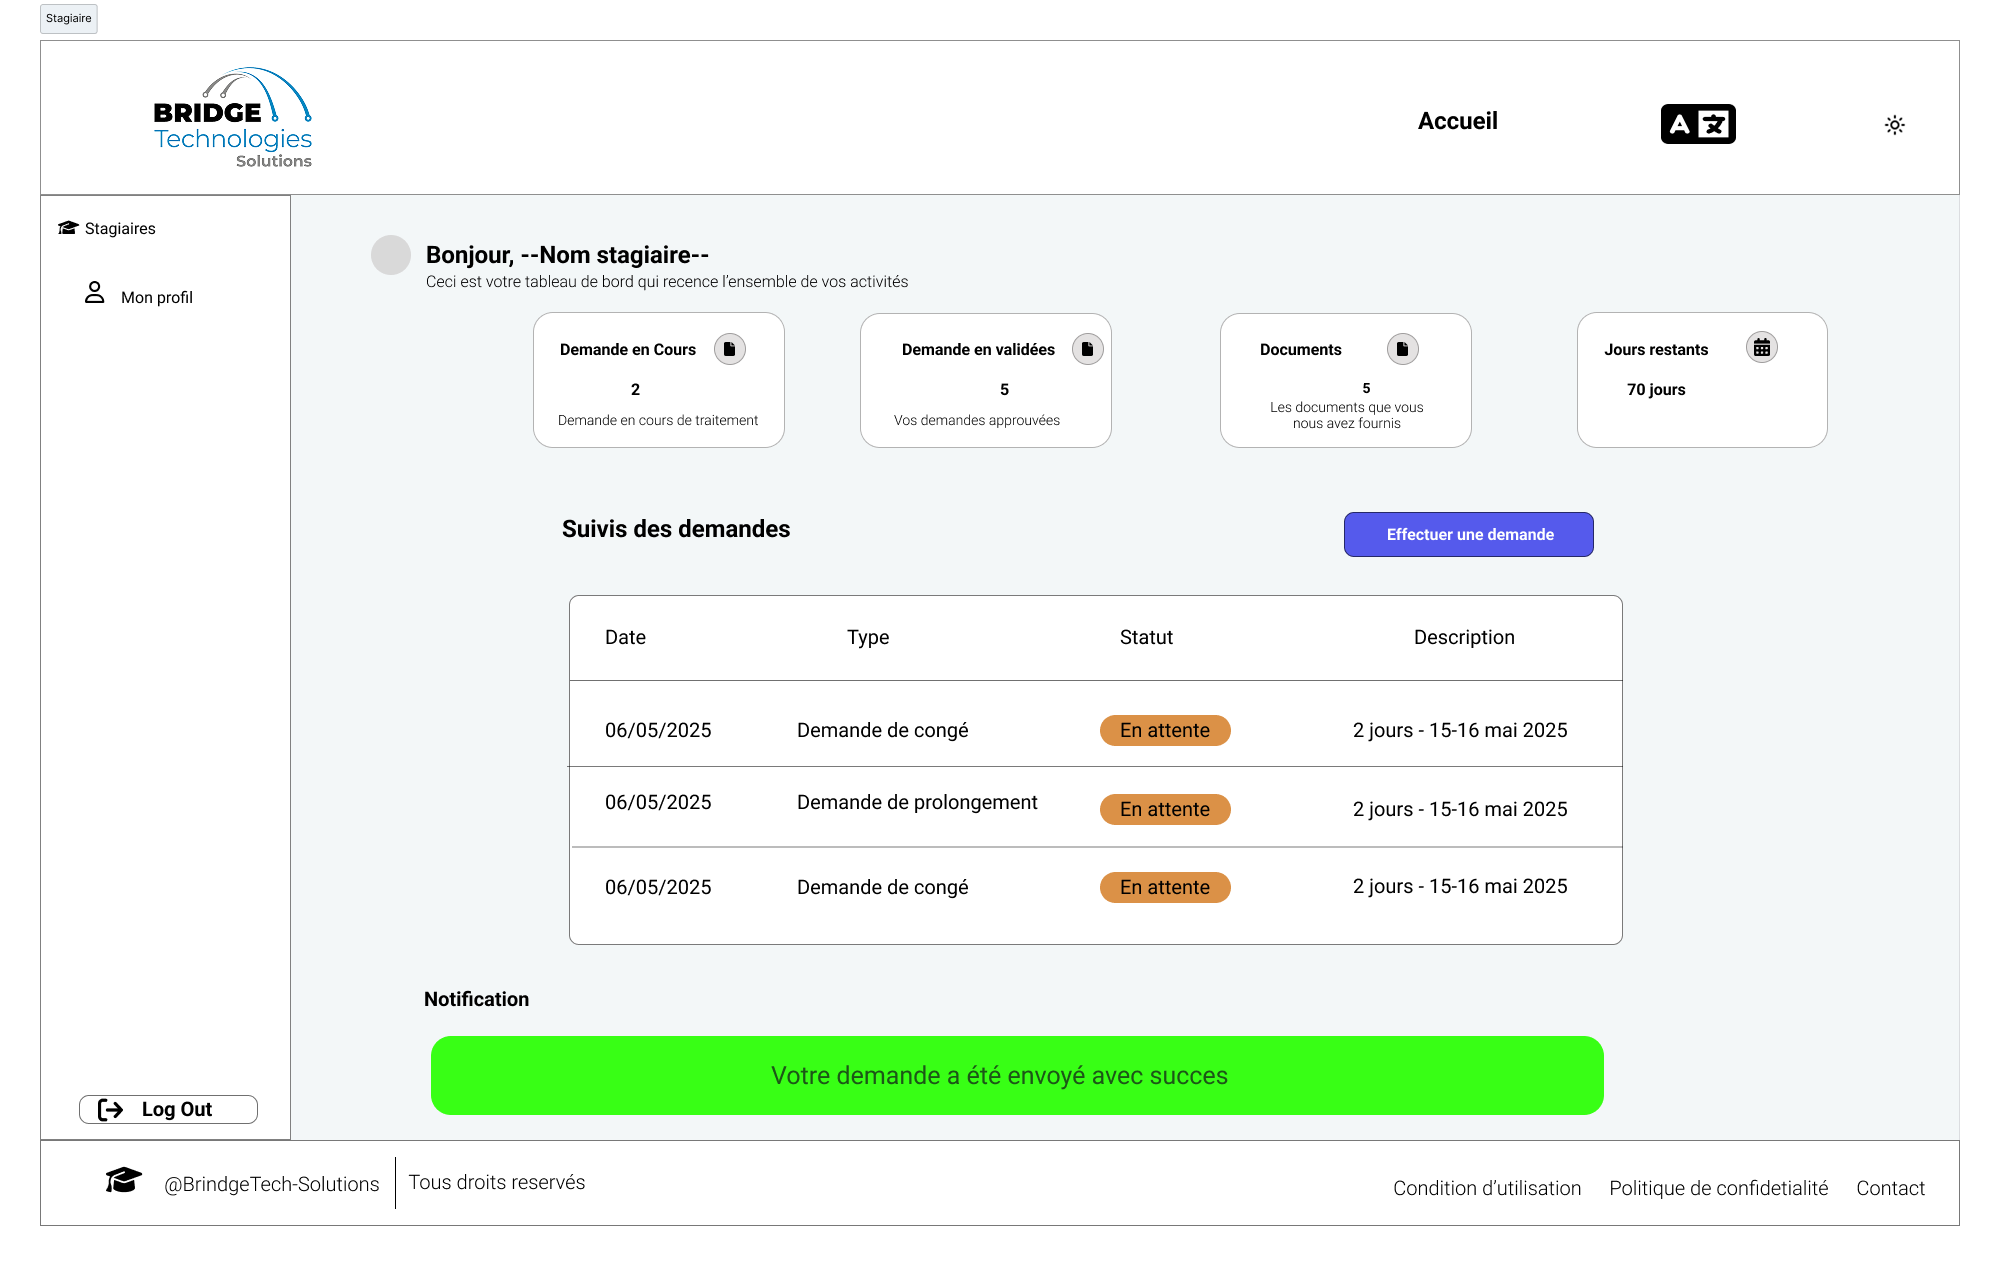 Stagiaire
BRIDGE
Technologies
Solutions
Accueil
A 文
Stagiaires
Mon profil
Bonjour, --Nom stagiaire--
Ceci est votre tableau de bord qui recence l'ensemble de vos activités
Demande en Cours
2
Demande en cours de traitement
Demande en validées
5
Vos demandes approuvées
Documents
5
Les documents que vous
nous avez fournis
Jours restants
70 jours
Suivis des demandes
Effectuer une demande
Date Type Statut Description
06/05/2025 Demande de congé En attente 2 jours - 15-16 mai 2025
06/05/2025 Demande de prolongement En attente 2 jours - 15-16 mai 2025
06/05/2025 Demande de congé En attente 2 jours - 15-16 mai 2025
Notification
Votre demande a été envoyé avec succes
Log Out
@BrindgeTech-Solutions Tous droits reservés
Condition d'utilisation Politique de confidetialité Contact